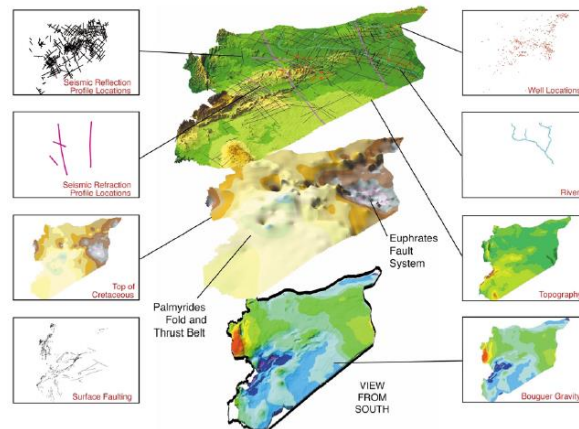 Seismic Reflection
Profile Locations
Well Locations
Seismic Refraction
Profile Locations
River
Top of
Cretaceous
Euphrates
Fault
System
Topography
Palmyrides
Fold and
Thrust Belt
Surface Faulting
VIEW
FROM
SOUTH
Bouguer Gravity